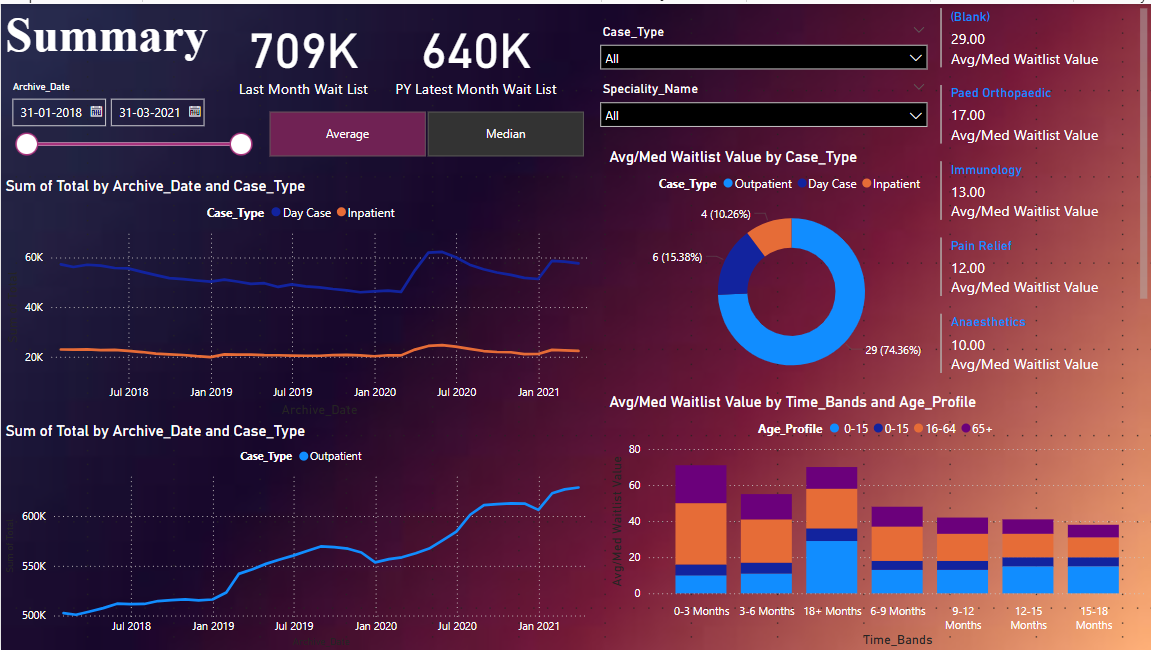 Summary
709K
Last Month Wait List
640K
PY Latest Month Wait List
Archive_Date
31-01-2018
31-03-2021
Average
Median
Case_Type
All
Speciality_Name
All
(Blank)
29.00
Avg/Med Waitlist Value
Paed Orthopaedic
17.00
Avg/Med Waitlist Value
Immunology
13.00
Avg/Med Waitlist Value
Pain Relief
12.00
Avg/Med Waitlist Value
Anaesthetics
10.00
Avg/Med Waitlist Value
Sum of Total by Archive_Date and Case_Type
Case_Type Day Case Inpatient
60K
40K
20K
Jul 2018 Jan 2019 Jul 2019 Jan 2020 Jul 2020 Jan 2021
Archive_Date
Avg/Med Waitlist Value by Case_Type
Case_Type Outpatient Day Case Inpatient
4 (10.26%)
6 (15.38%)
29 (74.36%)
Sum of Total by Archive_Date and Case_Type
Case_Type Outpatient
600K
550K
500K
Jul 2018 Jan 2019 Jul 2019 Jan 2020 Jul 2020 Jan 2021
Avg/Med Waitlist Value by Time_Bands and Age_Profile
Age_Profile 0-15 0-15 16-64 65+
Avg/Med Waitlist Value
80
60
40
20
0
0-3 Months 3-6 Months 18+ Months 6-9 Months 9-12 Months 12-15 Months 15-18 Months
Time_Bands